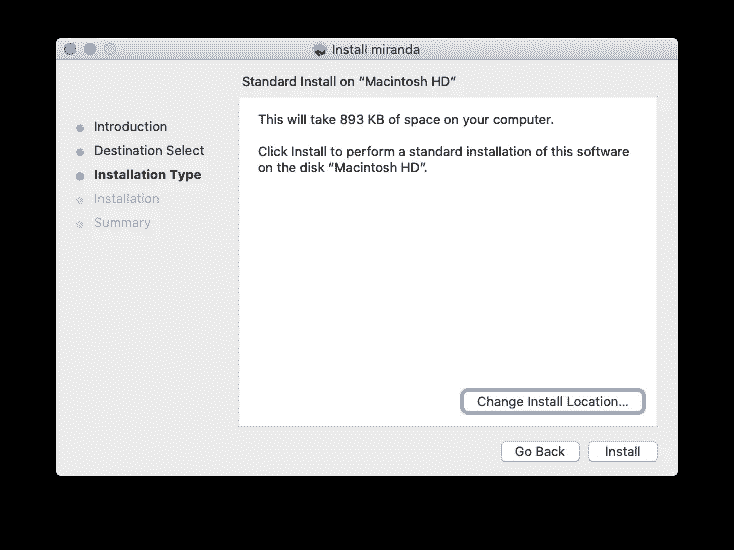 Install miranda
Standard Install on “Macintosh HD”
Introduction
Destination Select
Installation Type
Installation
Summary
This will take 893 KB of space on your computer.
Click Install to perform a standard installation of this software
on the disk “Macintosh HD”.
Change Install Location...
Go Back
Install